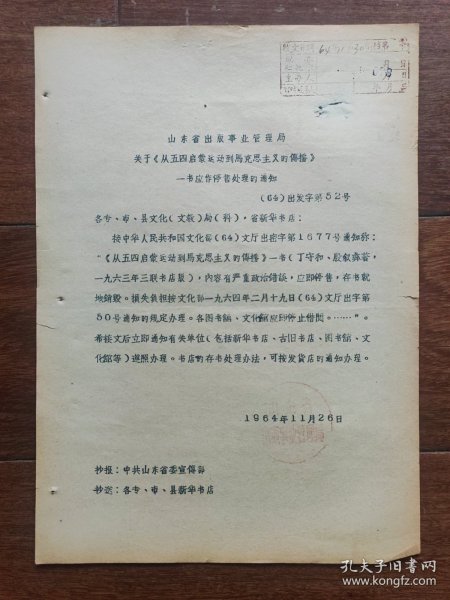 山东省出版事业管理局
关于《从五四启蒙运动到马克思主义的传播》
一书应作停售处理的通知
(64)出发字第52号
各专、市、县文化(文教)局(科),省新华书店:
按中华人民共和国文化部(64)文厅出密字第1677号通知称:
“《从五四启蒙运动到马克思主义的传播》一书(丁守和、殷叙彝著,
一九六三年三联书店版),内容有严重政治错误,应即停售,存书就
地销毁。损失负担按文化部一九六四年二月十九日(64)文厅出字第
50号通知的规定办理。各图书馆、文化馆应即停止借阅。……”。
希接文后立即通知有关单位(包括新华书店、古旧书店、图书馆、文
化馆等)遵照办理。书店的存书处理办法,可按发货店的通知办理。
1964年11月26日
抄报:中共山东省委宣传部
抄送:各专、市、县新华书店
孔夫子旧书网
www.kongfz.com